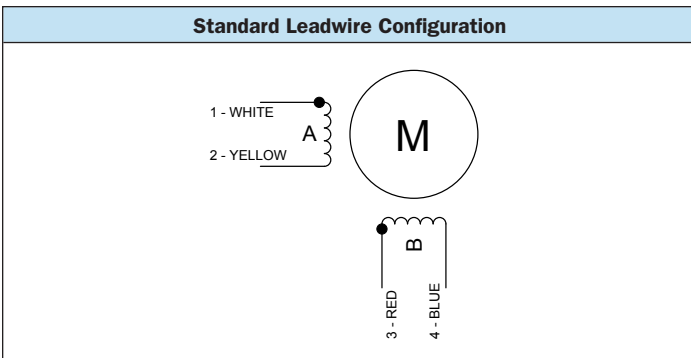 Standard Leadwire Configuration
1 - WHITE
A
2 - YELLOW
M
B
3 - RED
4 - BLUE